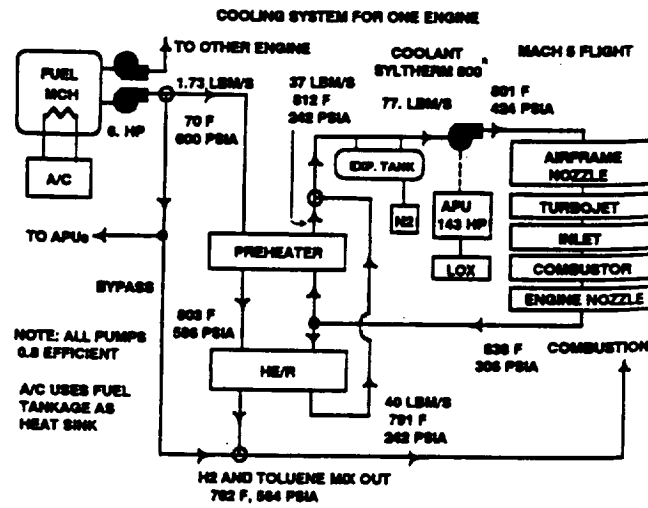 COOLING SYSTEM FOR ONE ENGINE
TO OTHER ENGINE
COOLANT
SYLTHERM 800
R
MACH 5 FLIGHT
FUEL
MCH
1.73 LBM/S
37 LBM/S
812 F
242 PSIA
77. LBM/S
801 F
424 PSIA
6. HP
70 F
600 PSIA
A/C
EXP. TANK
N2
APU
143 HP
LOX
AIRFRAME
NOZZLE
TURBOJET
INLET
COMBUSTOR
ENGINE NOZZLE
TO APUs
PREHEATER
BYPASS
803 F
586 PSIA
HE/R
838 F
306 PSIA
COMBUSTION
NOTE: ALL PUMPS
0.8 EFFICIENT
A/C USES FUEL
TANKAGE AS
HEAT SINK
40 LBM/S
791 F
242 PSIA
H2 AND TOLUENE MIX OUT
792 F, 584 PSIA